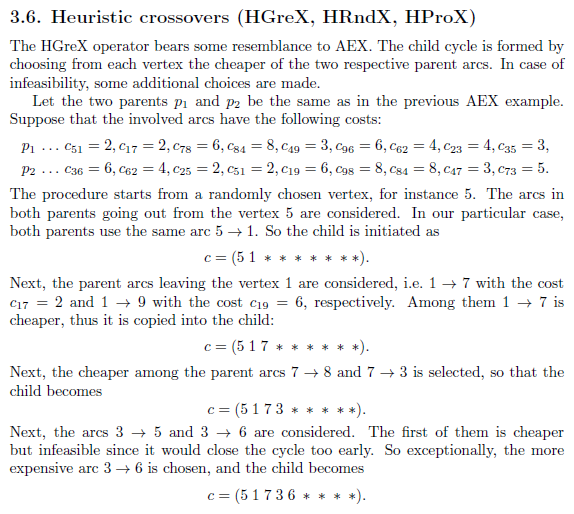 3.6. Heuristic crossovers (HGreX, HRndX, HProX)
The HGreX operator bears some resemblance to AEX. The child cycle is formed by
choosing from each vertex the cheaper of the two respective parent arcs. In case of
infeasibility, some additional choices are made.
Let the two parents p₁ and p₂ be the same as in the previous AEX example.
Suppose that the involved arcs have the following costs:
p₁ … c₅₁ = 2, c₁₇ = 2, c₇₈ = 6, c₈₄ = 8, c₄₉ = 3, c₉₆ = 6, c₆₂ = 4, c₂₃ = 4, c₃₅ = 3,
p₂ … c₃₆ = 6, c₆₂ = 4, c₂₅ = 2, c₅₁ = 2, c₁₉ = 6, c₉₈ = 8, c₈₄ = 8, c₄₇ = 3, c₇₃ = 5.
The procedure starts from a randomly chosen vertex, for instance 5. The arcs in
both parents going out from the vertex 5 are considered. In our particular case,
both parents use the same arc 5 → 1. So the child is initiated as
c = (5 1 * * * * * * *).
Next, the parent arcs leaving the vertex 1 are considered, i.e. 1 → 7 with the cost
c₁₇ = 2 and 1 → 9 with the cost c₁₉ = 6, respectively. Among them 1 → 7 is
cheaper, thus it is copied into the child:
c = (5 1 7 * * * * * *).
Next, the cheaper among the parent arcs 7 → 8 and 7 → 3 is selected, so that the
child becomes
c = (5 1 7 3 * * * * *).
Next, the arcs 3 → 5 and 3 → 6 are considered. The first of them is cheaper
but infeasible since it would close the cycle too early. So exceptionally, the more
expensive arc 3 → 6 is chosen, and the child becomes
c = (5 1 7 3 6 * * * *).